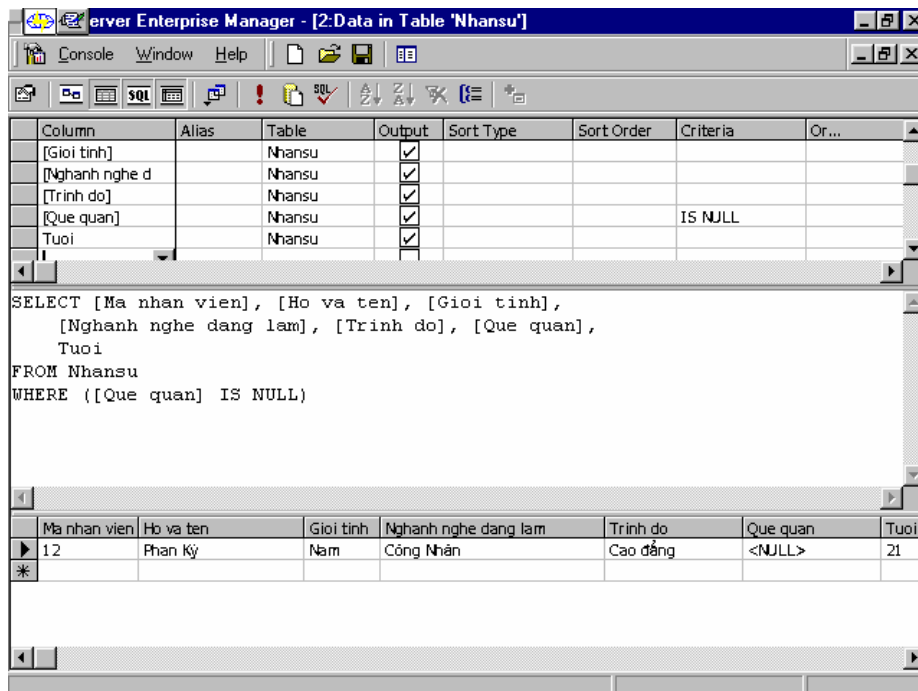 erver Enterprise Manager - [2:Data in Table 'Nhansu']
Console Window Help
SQL SQL
Column Alias Table Output Sort Type Sort Order Criteria Or...
[Gioi tinh] Nhansu
[Nghanh nghe d Nhansu
[Trinh do] Nhansu
[Que quan] Nhansu IS NULL
Tuoi Nhansu
SELECT [Ma nhan vien], [Ho va ten], [Gioi tinh],
[Nghanh nghe dang lam], [Trinh do], [Que quan],
Tuoi
FROM Nhansu
WHERE ([Que quan] IS NULL)
Ma nhan vien Ho va ten Gioi tinh Nghanh nghe dang lam Trinh do Que quan Tuoi
12 Phan Kỳ Nam Công Nhân Cao đẳng <NULL> 21